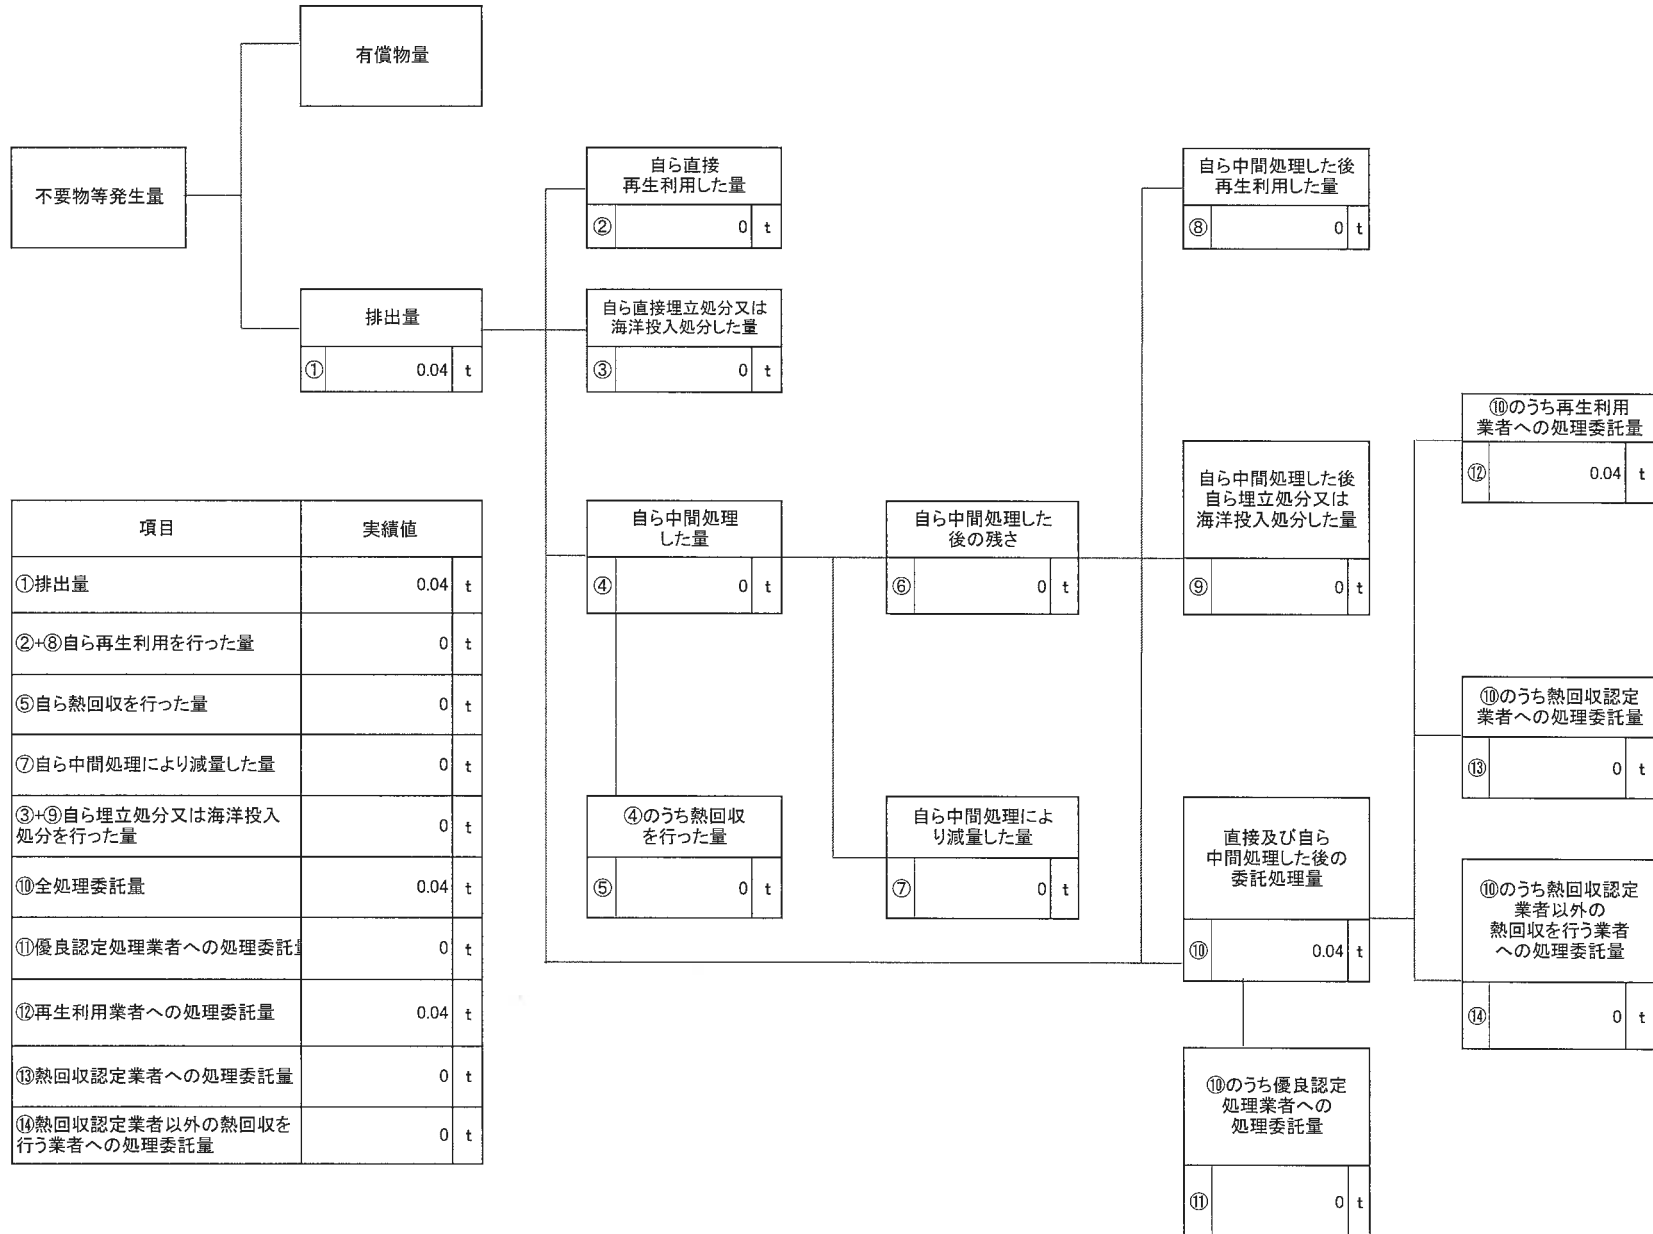 有償物量
不要物等発生量
排出量
① 0.04 t
自ら直接
再生利用した量
② 0 t
自ら直接埋立処分又は
海洋投入処分した量
③ 0 t
自ら中間処理
した量
④ 0 t
④のうち熱回収
を行った量
⑤ 0 t
自ら中間処理した
後の残さ
⑥ 0 t
自ら中間処理によ
り減量した量
⑦ 0 t
自ら中間処理した後
再生利用した量
⑧ 0 t
自ら中間処理した後
自ら埋立処分又は
海洋投入処分した量
⑨ 0 t
直接及び自ら
中間処理した後の
委託処理量
⑩ 0.04 t
⑩のうち優良認定
処理業者への
処理委託量
⑪ 0 t
⑩のうち再生利用
業者への処理委託量
⑫ 0.04 t
⑩のうち熱回収認定
業者への処理委託量
⑬ 0 t
⑩のうち熱回収認定
業者以外の
熱回収を行う業者
への処理委託量
⑭ 0 t
項目 実績値
①排出量 0.04 t
②+⑧自ら再生利用を行った量 0 t
⑤自ら熱回収を行った量 0 t
⑦自ら中間処理により減量した量 0 t
③+⑨自ら埋立処分又は海洋投入
処分を行った量 0 t
⑩全処理委託量 0.04 t
⑪優良認定処理業者への処理委託 0 t
⑫再生利用業者への処理委託量 0.04 t
⑬熱回収認定業者への処理委託量 0 t
⑭熱回収認定業者以外の熱回収を
行う業者への処理委託量 0 t